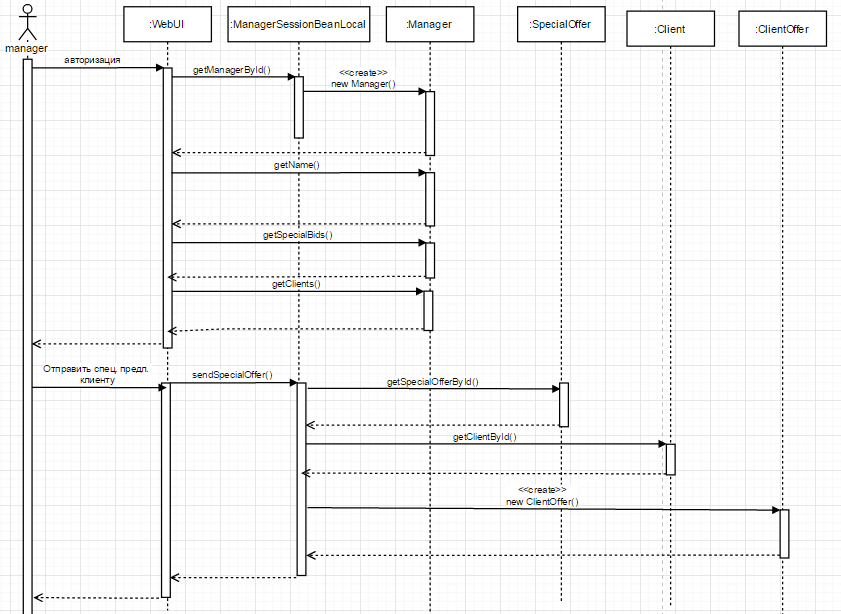 manager
:WebUI
:ManagerSessionBeanLocal
:Manager
:SpecialOffer
:Client
:ClientOffer
авторизация
getManagerById()
<<create>>
new Manager()
getName()
getSpecialBids()
getClients()
Отправить спец. предл.
клиенту
sendSpecialOffer()
getSpecialOfferById()
getClientById()
<<create>>
new ClientOffer()